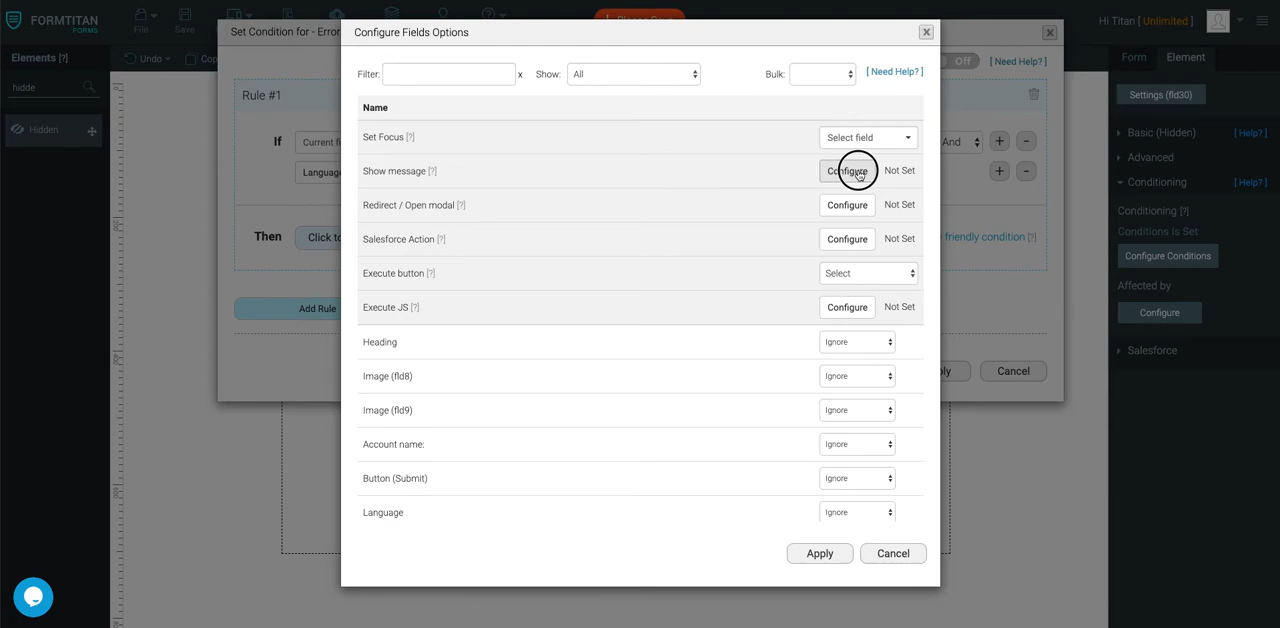 FORMTITAN
FORMS
File
Save
Hi Titan [ Unlimited ]
Elements [?]
Undo
hidde
Hidden
Set Condition for - Error
Off
[ Need Help? ]
Rule #1
If
And
+
-
Language
+
-
Then
friendly condition [?]
Add Rule
Cancel
Configure Fields Options
X
Filter:
x
Show:
All
Bulk:
[ Need Help? ]
Name
Set Focus [?]
Select field
Show message [?]
Configure
Not Set
Redirect / Open modal [?]
Configure
Not Set
Salesforce Action [?]
Configure
Not Set
Execute button [?]
Select
Execute JS [?]
Configure
Not Set
Heading
Ignore
Image (fld8)
Ignore
Image (fld9)
Ignore
Account name:
Ignore
Button (Submit)
Ignore
Language
Ignore
Apply
Cancel
Form
Element
Settings (fld30)
Basic (Hidden)
[ Help? ]
Advanced
Conditioning
[ Help? ]
Conditioning [?]
Conditions Is Set
Configure Conditions
Affected by
Configure
Salesforce